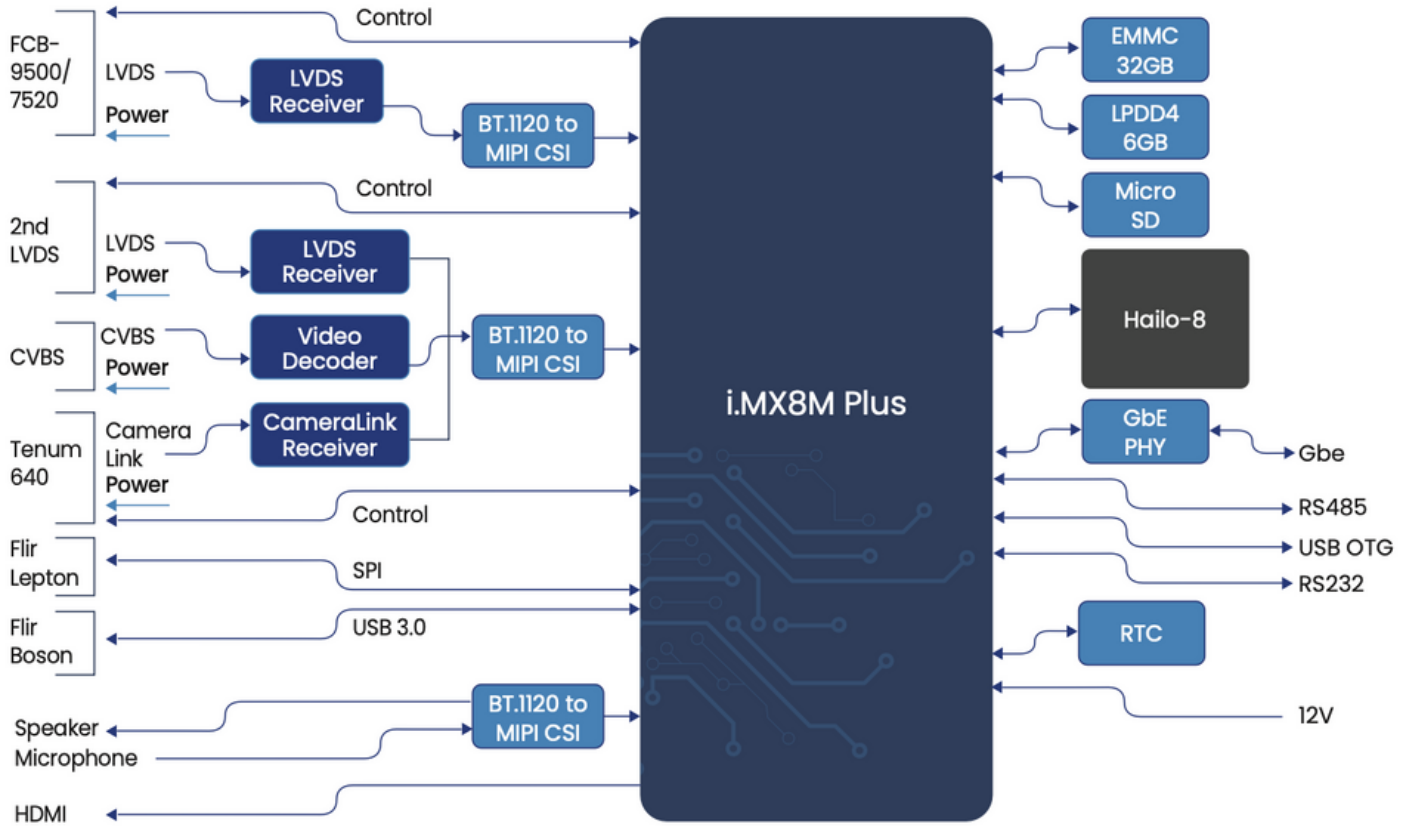 FCB-
9500/
7520
Control
LVDS
Power
LVDS
Receiver
BT.1120 to
MIPI CSI
2nd
LVDS
Control
LVDS
Power
LVDS
Receiver
CVBS
CVBS
Power
Video
Decoder
BT.1120 to
MIPI CSI
Tenum
640
Camera
Link
Power
CameraLink
Receiver
Control
Flir
Lepton
SPI
Flir
Boson
USB 3.0
Speaker
Microphone
BT.1120 to
MIPI CSI
HDMI
i.MX8M Plus
EMMC
32GB
LPDD4
6GB
Micro
SD
Hailo-8
GbE
PHY
Gbe
RS485
USB OTG
RS232
RTC
12V